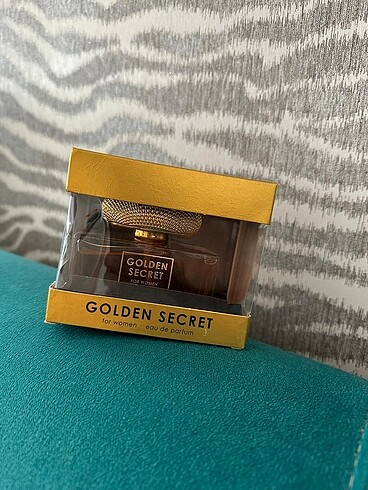 GOLDEN
SECRET
FOR WOMEN
GOLDEN SECRET
for women eau de parfum